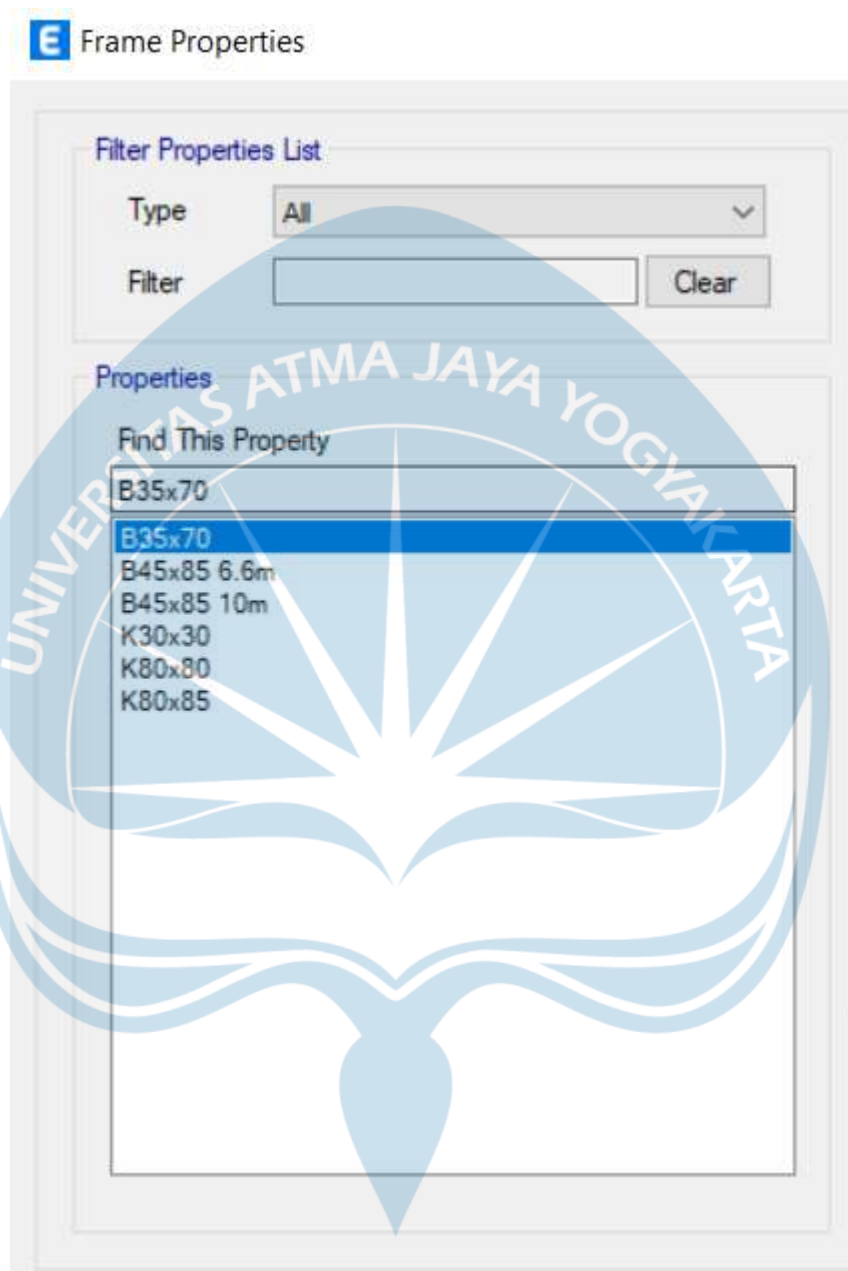 E Frame Properties
Filter Properties List
Type All
Filter Clear
Properties
Find This Property
B35x70
B35x70
B45x85 6.6m
B45x85 10m
K30x30
K80x80
K80x85
UNIVERSITAS ATMA JAYA YOGYAKARTA